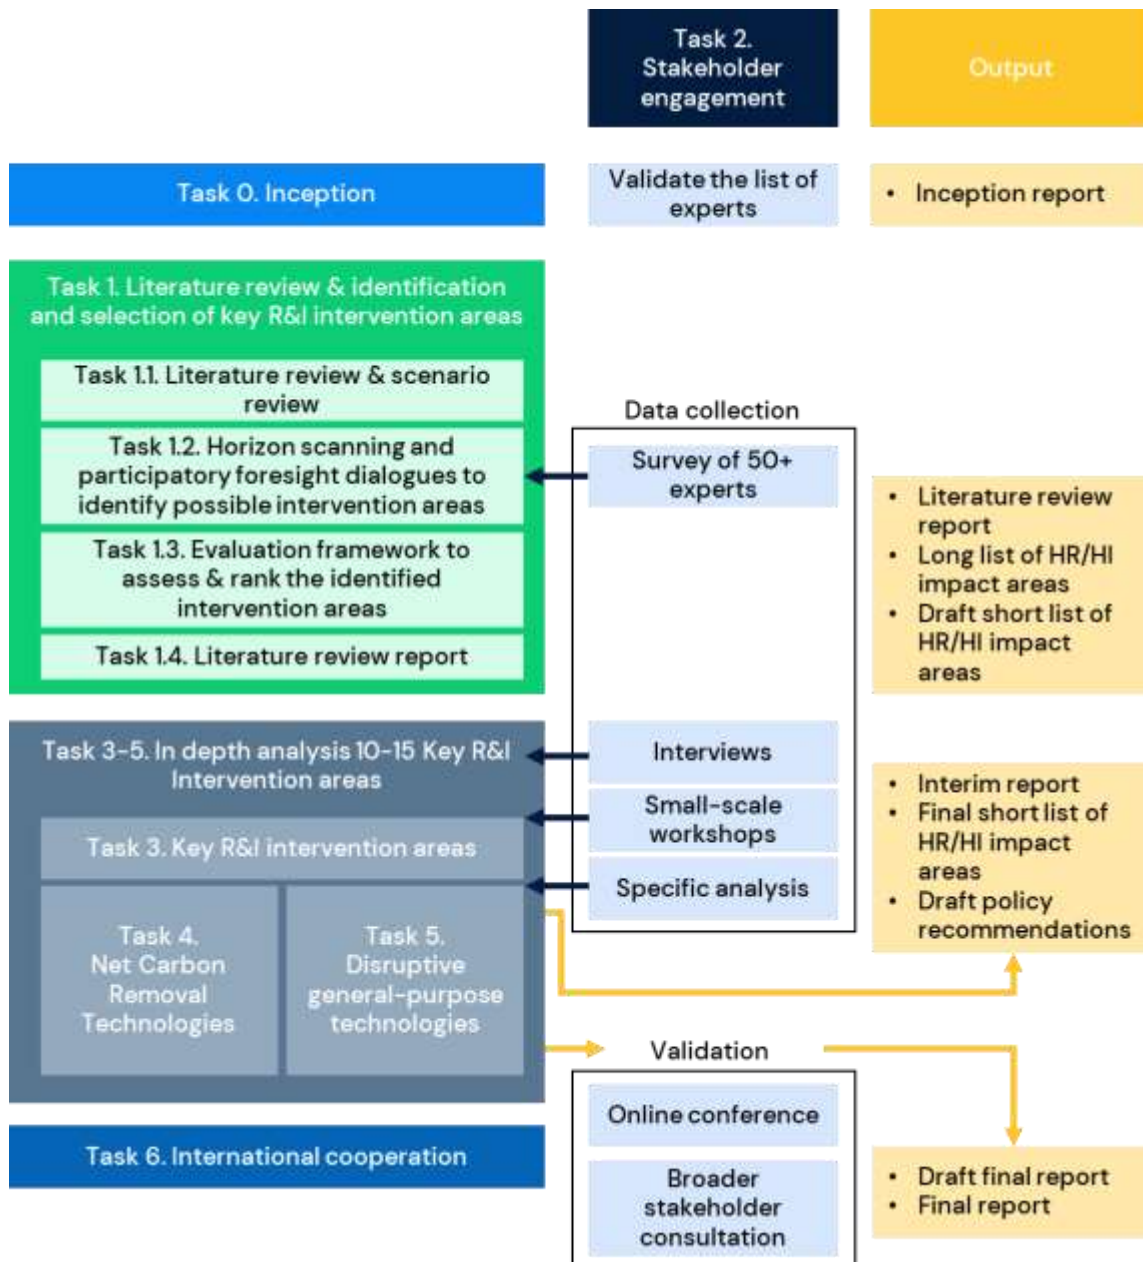 Task 2.
Stakeholder
engagement
Output
Task 0. Inception
Validate the list of
experts
• Inception report
Task 1. Literature review & identification
and selection of key R&I intervention areas
Task 1.1. Literature review & scenario
review
Task 1.2. Horizon scanning and
participatory foresight dialogues to
identify possible intervention areas
Task 1.3. Evaluation framework to
assess & rank the identified
intervention areas
Task 1.4. Literature review report
Data collection
Survey of 50+
experts
• Literature review
report
• Long list of HR/HI
impact areas
• Draft short list of
HR/HI impact
areas
Task 3-5. In depth analysis 10-15 Key R&I
Intervention areas
Task 3. Key R&I intervention areas
Task 4.
Net Carbon
Removal
Technologies
Task 5.
Disruptive
general-purpose
technologies
Interviews
Small-scale
workshops
Specific analysis
• Interim report
• Final short list of
HR/HI impact
areas
• Draft policy
recommendations
Validation
Online conference
Broader
stakeholder
consultation
Task 6. International cooperation
• Draft final report
• Final report